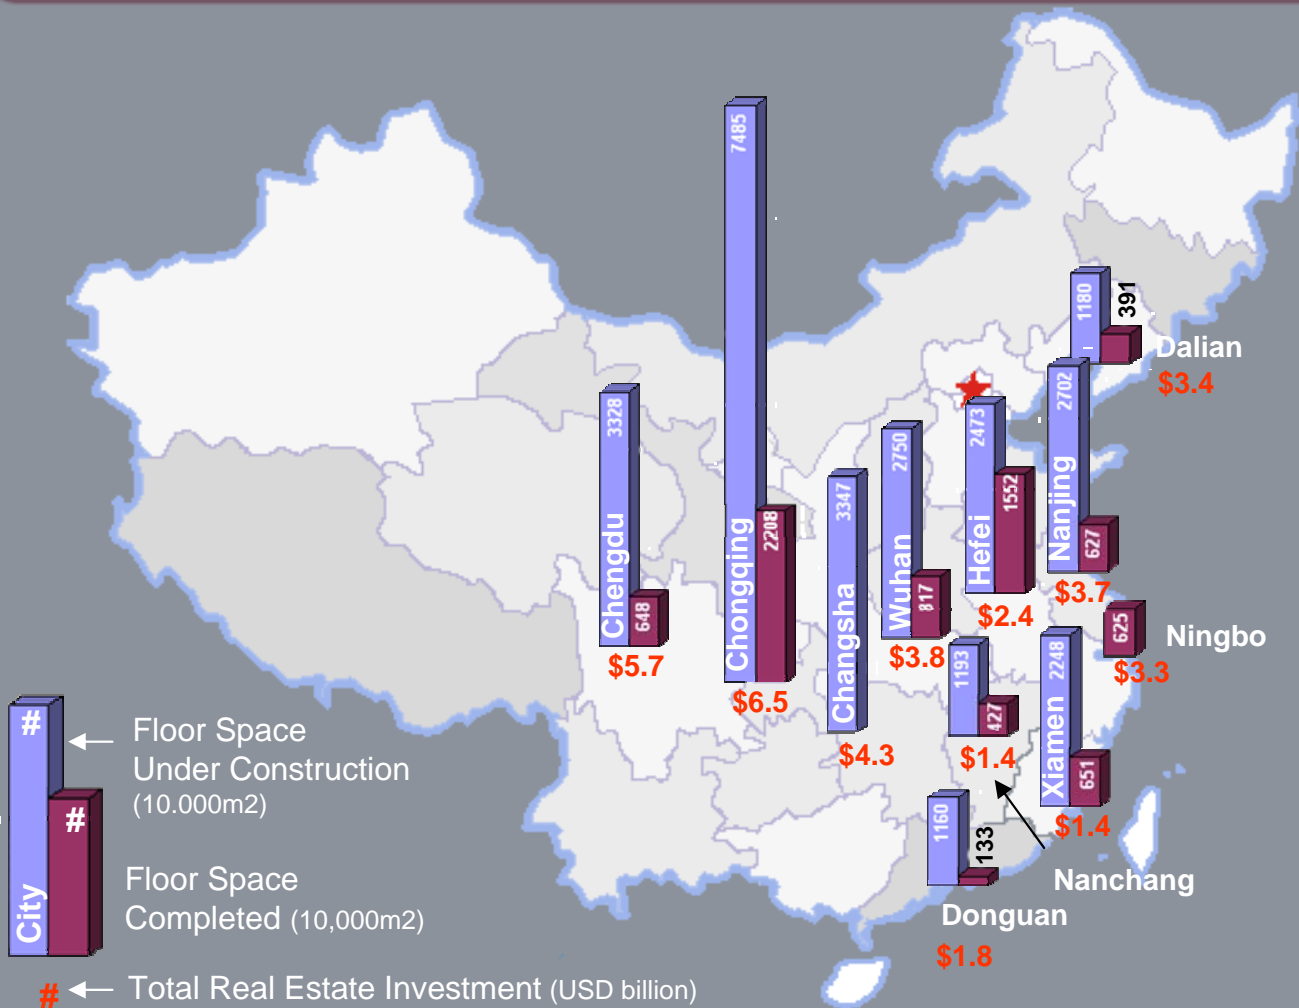 7485
1180
391
Dalian
$3.4
3328
Chengdu
648
$5.7
Chongqing
2208
$6.5
3347
Changsha
$4.3
2750
Wuhan
817
$3.8
2473
Hefei
1552
$2.4
2702
Nanjing
627
$3.7
625
Ningbo
$3.3
1193
427
$1.4
Nanchang
2248
Xiamen
651
$1.4
1160
133
Donguan
$1.8
#
#
City
Floor Space
Under Construction
(10.000m2)
Floor Space
Completed (10,000m2)
# Total Real Estate Investment (USD billion)